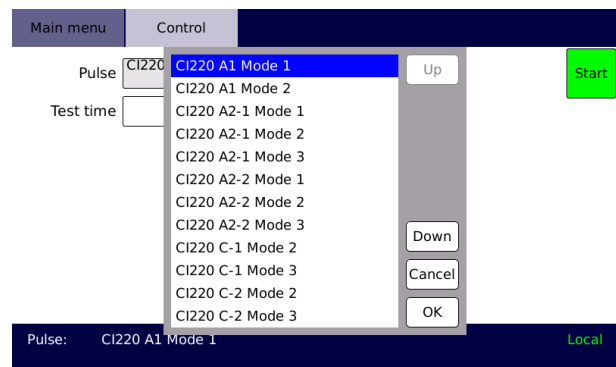 Main menu
Control
Pulse
CI220
CI220 A1 Mode 1
CI220 A1 Mode 2
CI220 A2-1 Mode 1
CI220 A2-1 Mode 2
CI220 A2-1 Mode 3
CI220 A2-2 Mode 1
CI220 A2-2 Mode 2
CI220 A2-2 Mode 3
CI220 C-1 Mode 2
CI220 C-1 Mode 3
CI220 C-2 Mode 2
CI220 C-2 Mode 3
Up
Start
Test time
Down
Cancel
OK
Pulse: CI220 A1 Mode 1
Local